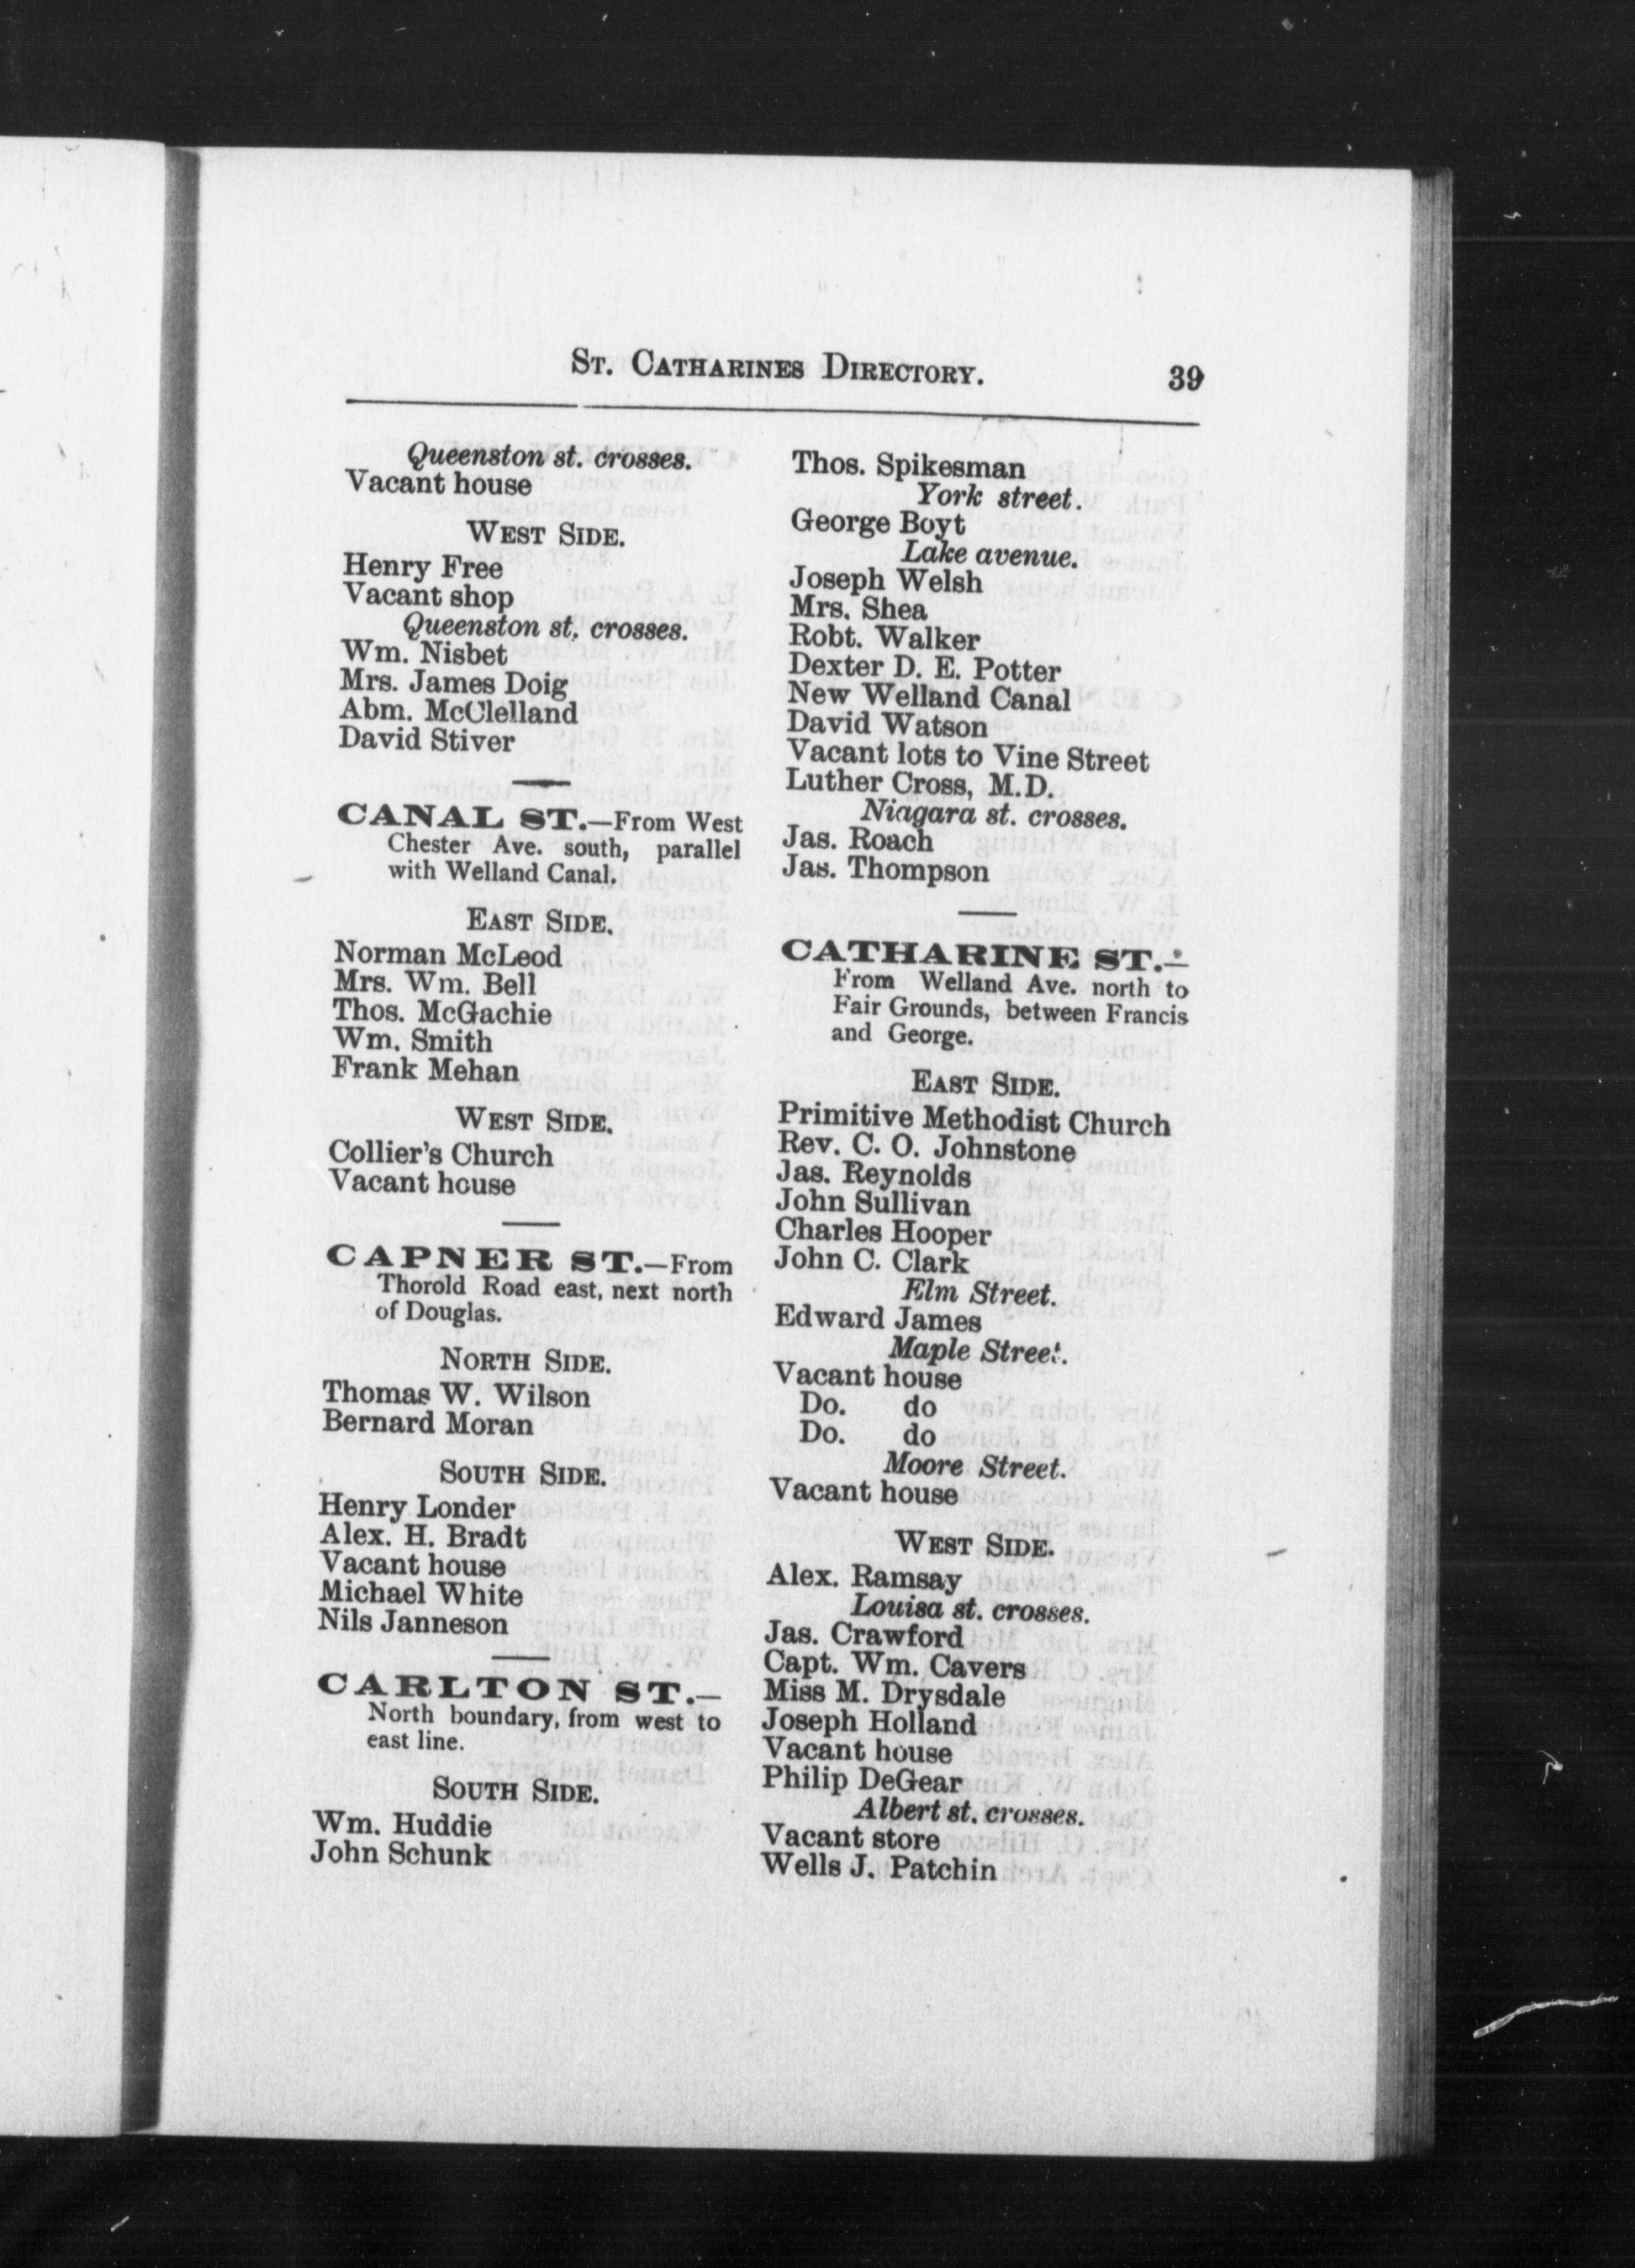 St. Catharines Directory. 39
Queenston st. crosses.
Vacant house
West Side.
Henry Free
Vacant shop
Queenston st. crosses.
Wm. Nisbet
Mrs. James Doig
Abm. McClelland
David Stiver
CANAL ST.—From West
Chester Ave. south, parallel
with Welland Canal.
East Side.
Norman McLeod
Mrs. Wm. Bell
Thos. McGachie
Wm. Smith
Frank Mehan
West Side.
Collier's Church
Vacant house
CAPNER ST.—From
Thorold Road east, next north
of Douglas.
North Side.
Thomas W. Wilson
Bernard Moran
South Side.
Henry Londer
Alex. H. Bradt
Vacant house
Michael White
Nils Janneson
CARLTON ST.—
North boundary, from west to
east line.
South Side.
Wm. Huddie
John Schunk
Thos. Spikesman
York street.
George Boyt
Lake avenue.
Joseph Welsh
Mrs. Shea
Robt. Walker
Dexter D. E. Potter
New Welland Canal
David Watson
Vacant lots to Vine Street
Luther Cross, M.D.
Niagara st. crosses.
Jas. Roach
Jas. Thompson
CATHARINE ST.—
From Welland Ave. north to
Fair Grounds, between Francis
and George.
East Side.
Primitive Methodist Church
Rev. C. O. Johnstone
Jas. Reynolds
John Sullivan
Charles Hooper
John C. Clark
Elm Street.
Edward James
Maple Street.
Vacant house
Do. do
Do. do
Moore Street.
Vacant house
West Side.
Alex. Ramsay
Louisa st. crosses.
Jas. Crawford
Capt. Wm. Cavers
Miss M. Drysdale
Joseph Holland
Vacant house
Philip DeGear
Albert st. crosses.
Vacant store
Wells J. Patchin